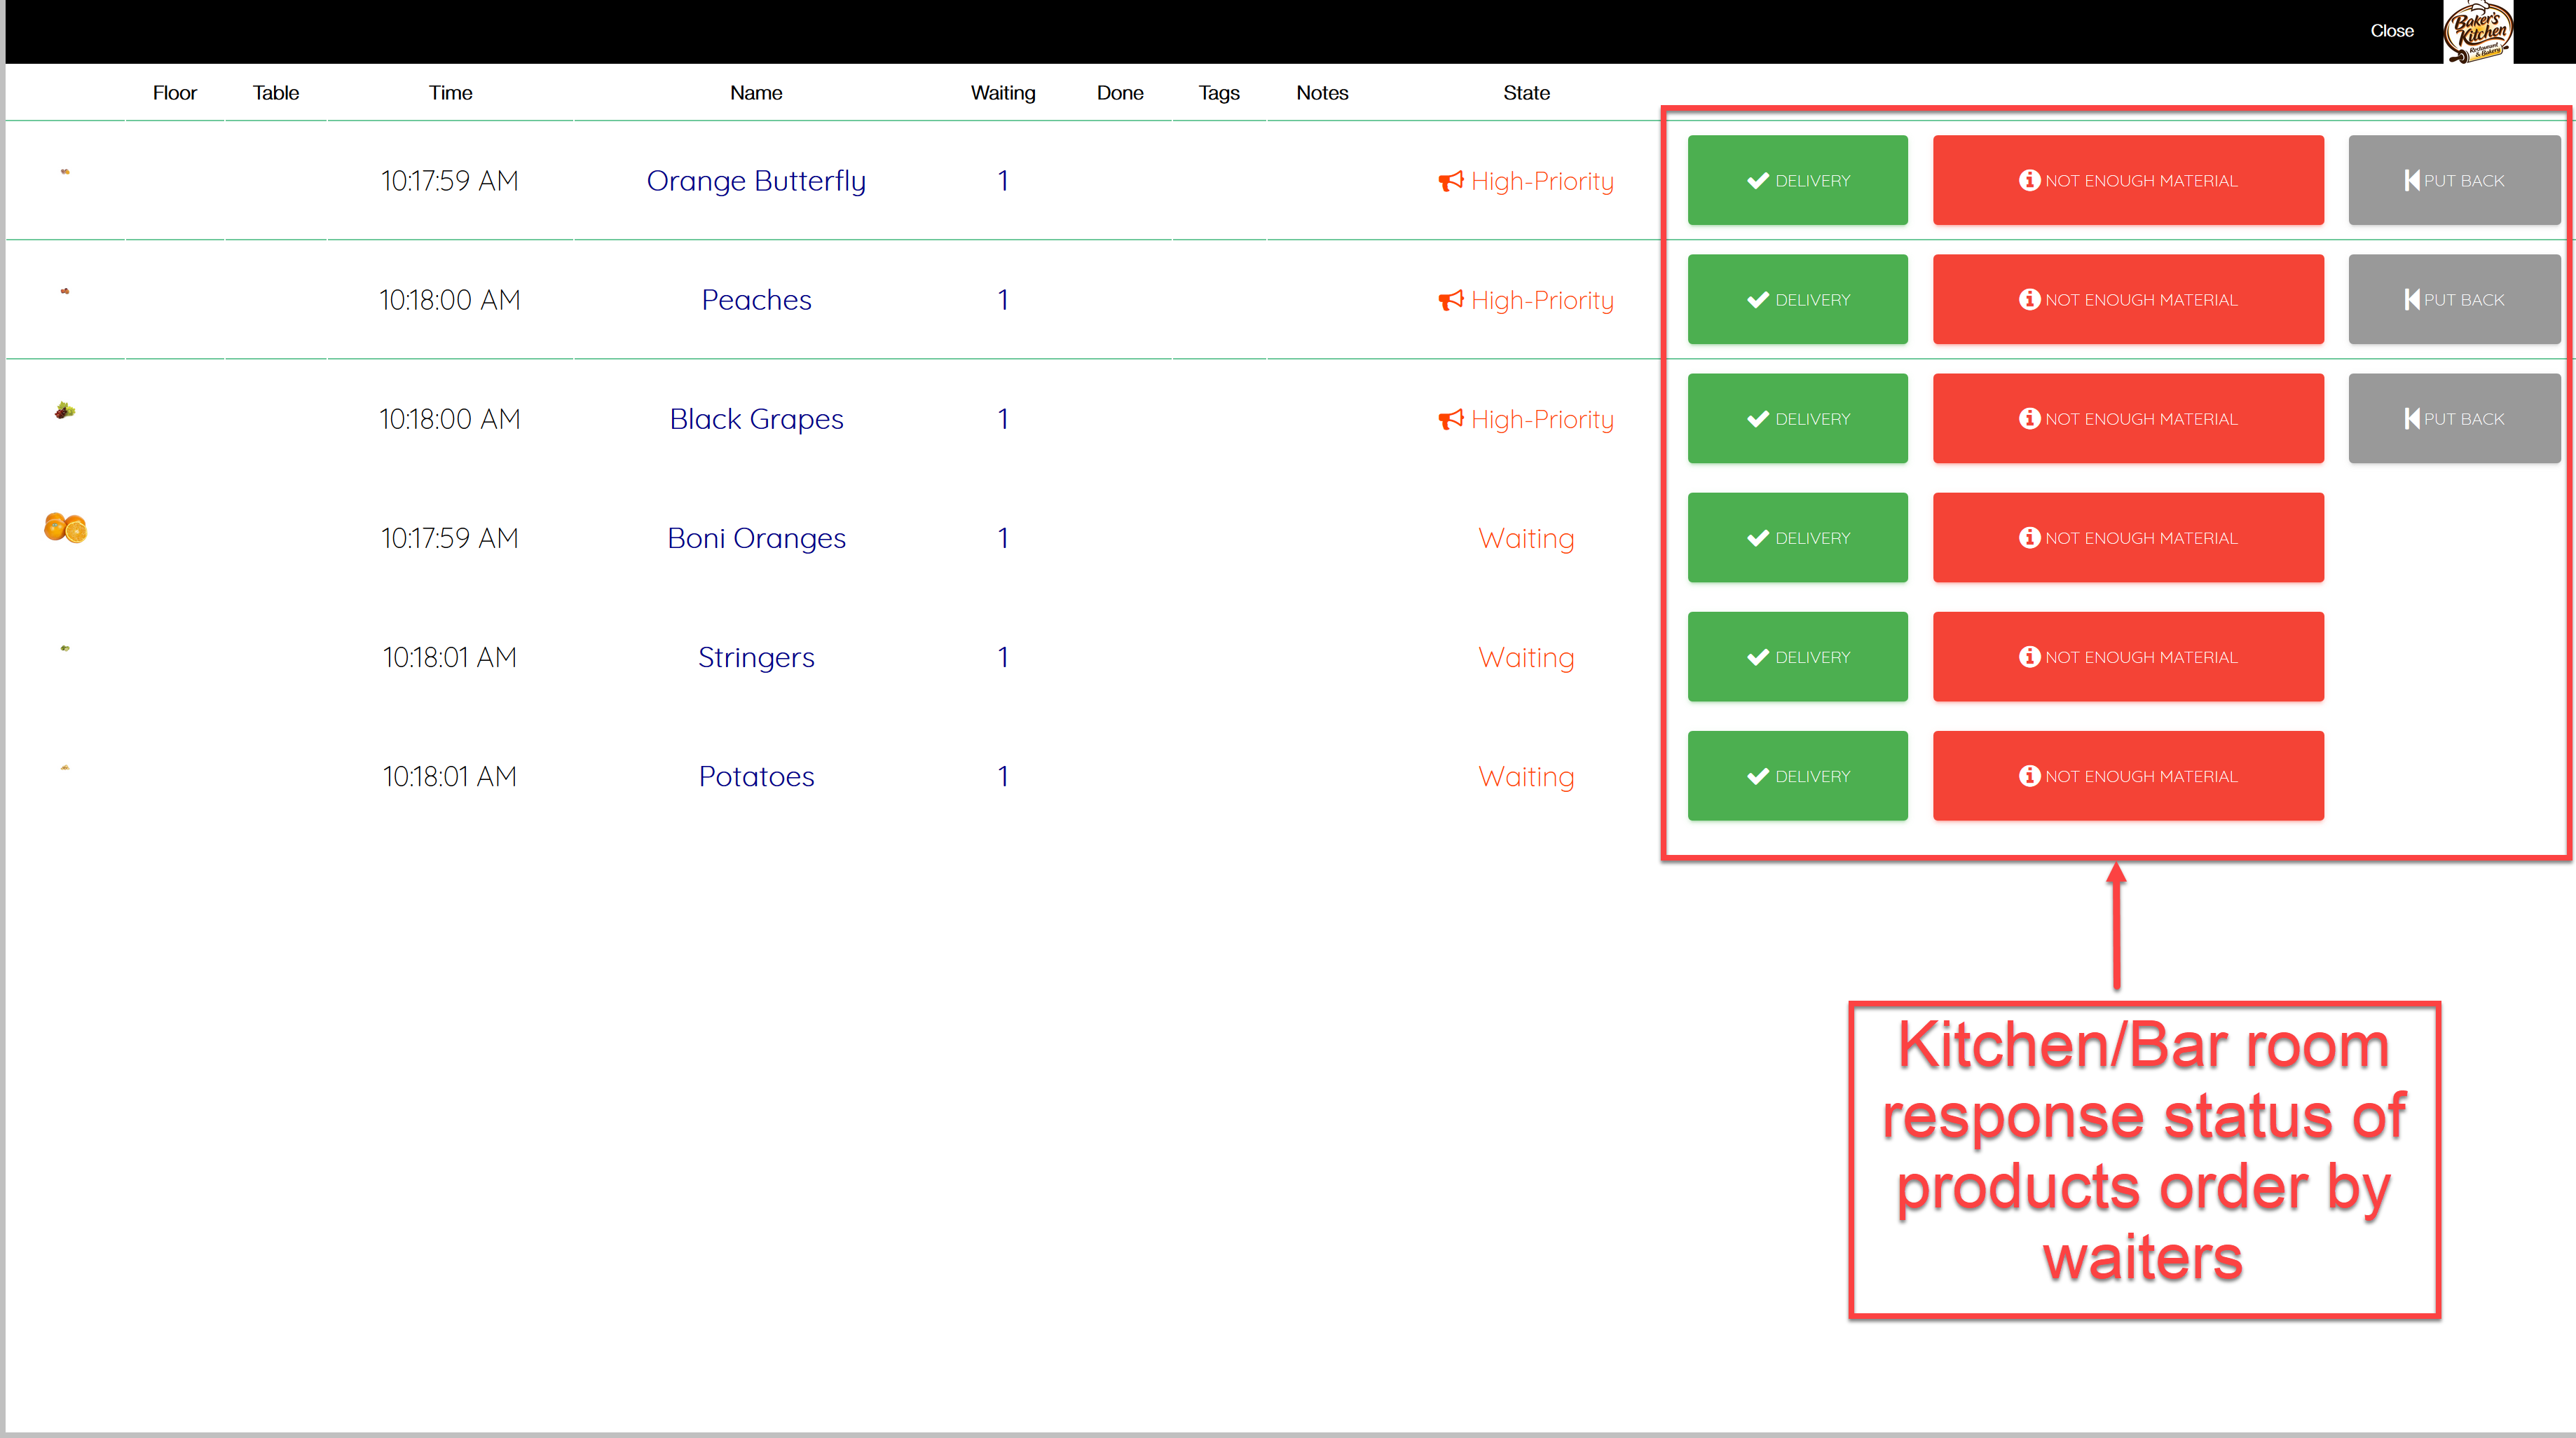 Close
Baker's
Kitchen
Restaurant
& Bakery
Floor Table Time Name Waiting Done Tags Notes State
10:17:59 AM Orange Butterfly 1 High-Priority DELIVERY NOT ENOUGH MATERIAL PUT BACK
10:18:00 AM Peaches 1 High-Priority DELIVERY NOT ENOUGH MATERIAL PUT BACK
10:18:00 AM Black Grapes 1 High-Priority DELIVERY NOT ENOUGH MATERIAL PUT BACK
10:17:59 AM Boni Oranges 1 Waiting DELIVERY NOT ENOUGH MATERIAL
10:18:01 AM Stringers 1 Waiting DELIVERY NOT ENOUGH MATERIAL
10:18:01 AM Potatoes 1 Waiting DELIVERY NOT ENOUGH MATERIAL
Kitchen/Bar room
response status of
products order by
waiters